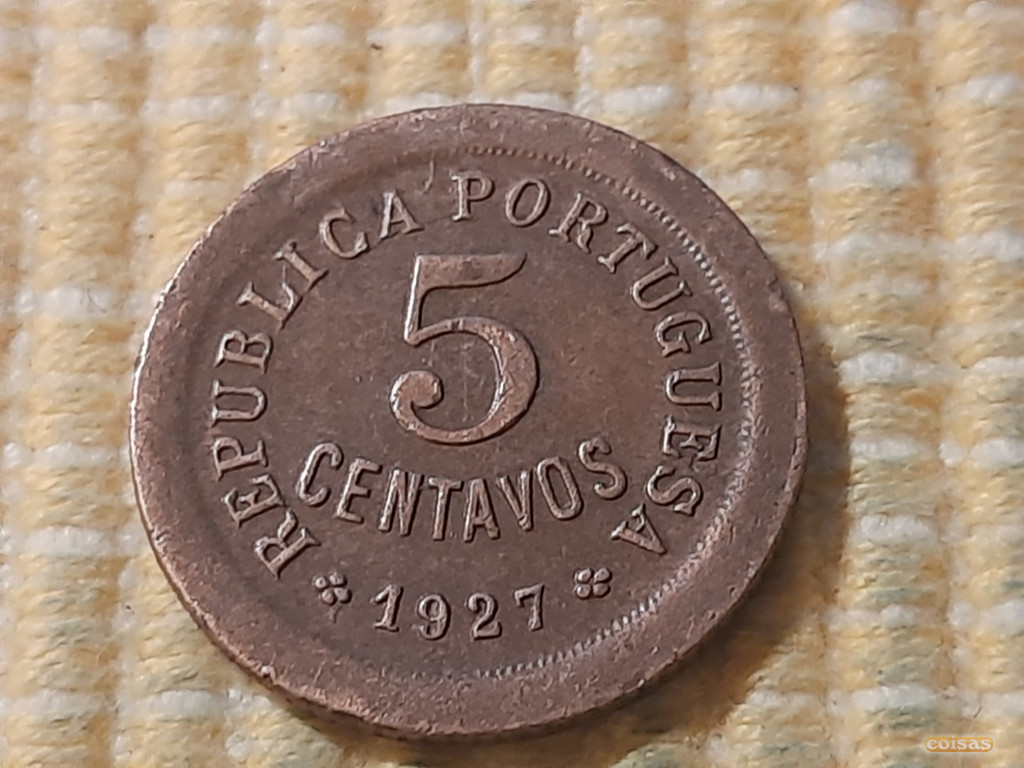 REPUBLICA PORTUGUESA
5
CENTAVOS
1927
coisas